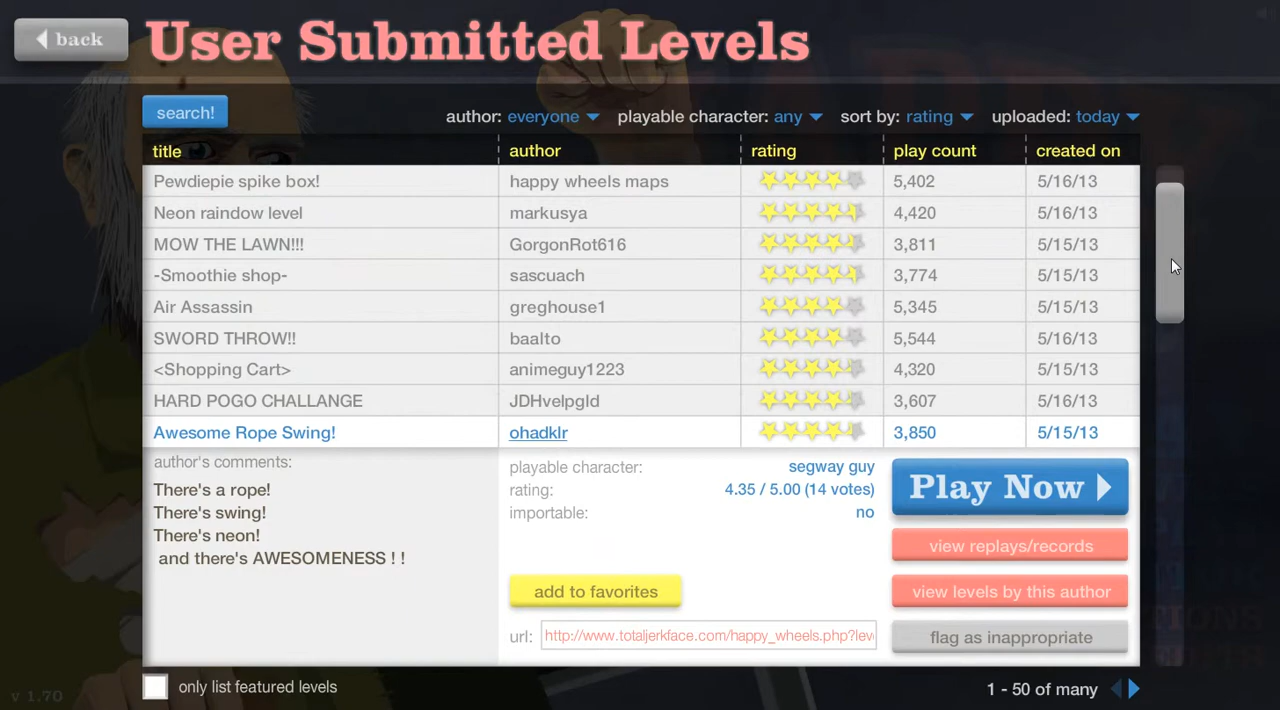 back
User Submitted Levels
search!
author: everyone playable character: any sort by: rating uploaded: today
title author rating play count created on
Pewdiepie spike box! happy wheels maps 5,402 5/16/13
Neon raindow level markusya 4,420 5/16/13
MOW THE LAWN!!! GorgonRot616 3,811 5/15/13
-Smoothie shop- sascuach 3,774 5/15/13
Air Assassin greghouse1 5,345 5/15/13
SWORD THROW!! baalto 5,544 5/16/13
<Shopping Cart> animeguy1223 4,320 5/16/13
HARD POGO CHALLANGE JDHvelpgld 3,607 5/16/13
Awesome Rope Swing! ohadklr 3,850 5/15/13
author's comments:
There's a rope!
There's swing!
There's neon!
and there's AWESOMENESS ! !
playable character: segway guy
rating: 4.35 / 5.00 (14 votes)
importable: no
add to favorites
url: http://www.totaljerkface.com/happy_wheels.php?lev
Play Now
view replays/records
view levels by this author
flag as inappropriate
only list featured levels
1 - 50 of many
v 1.70